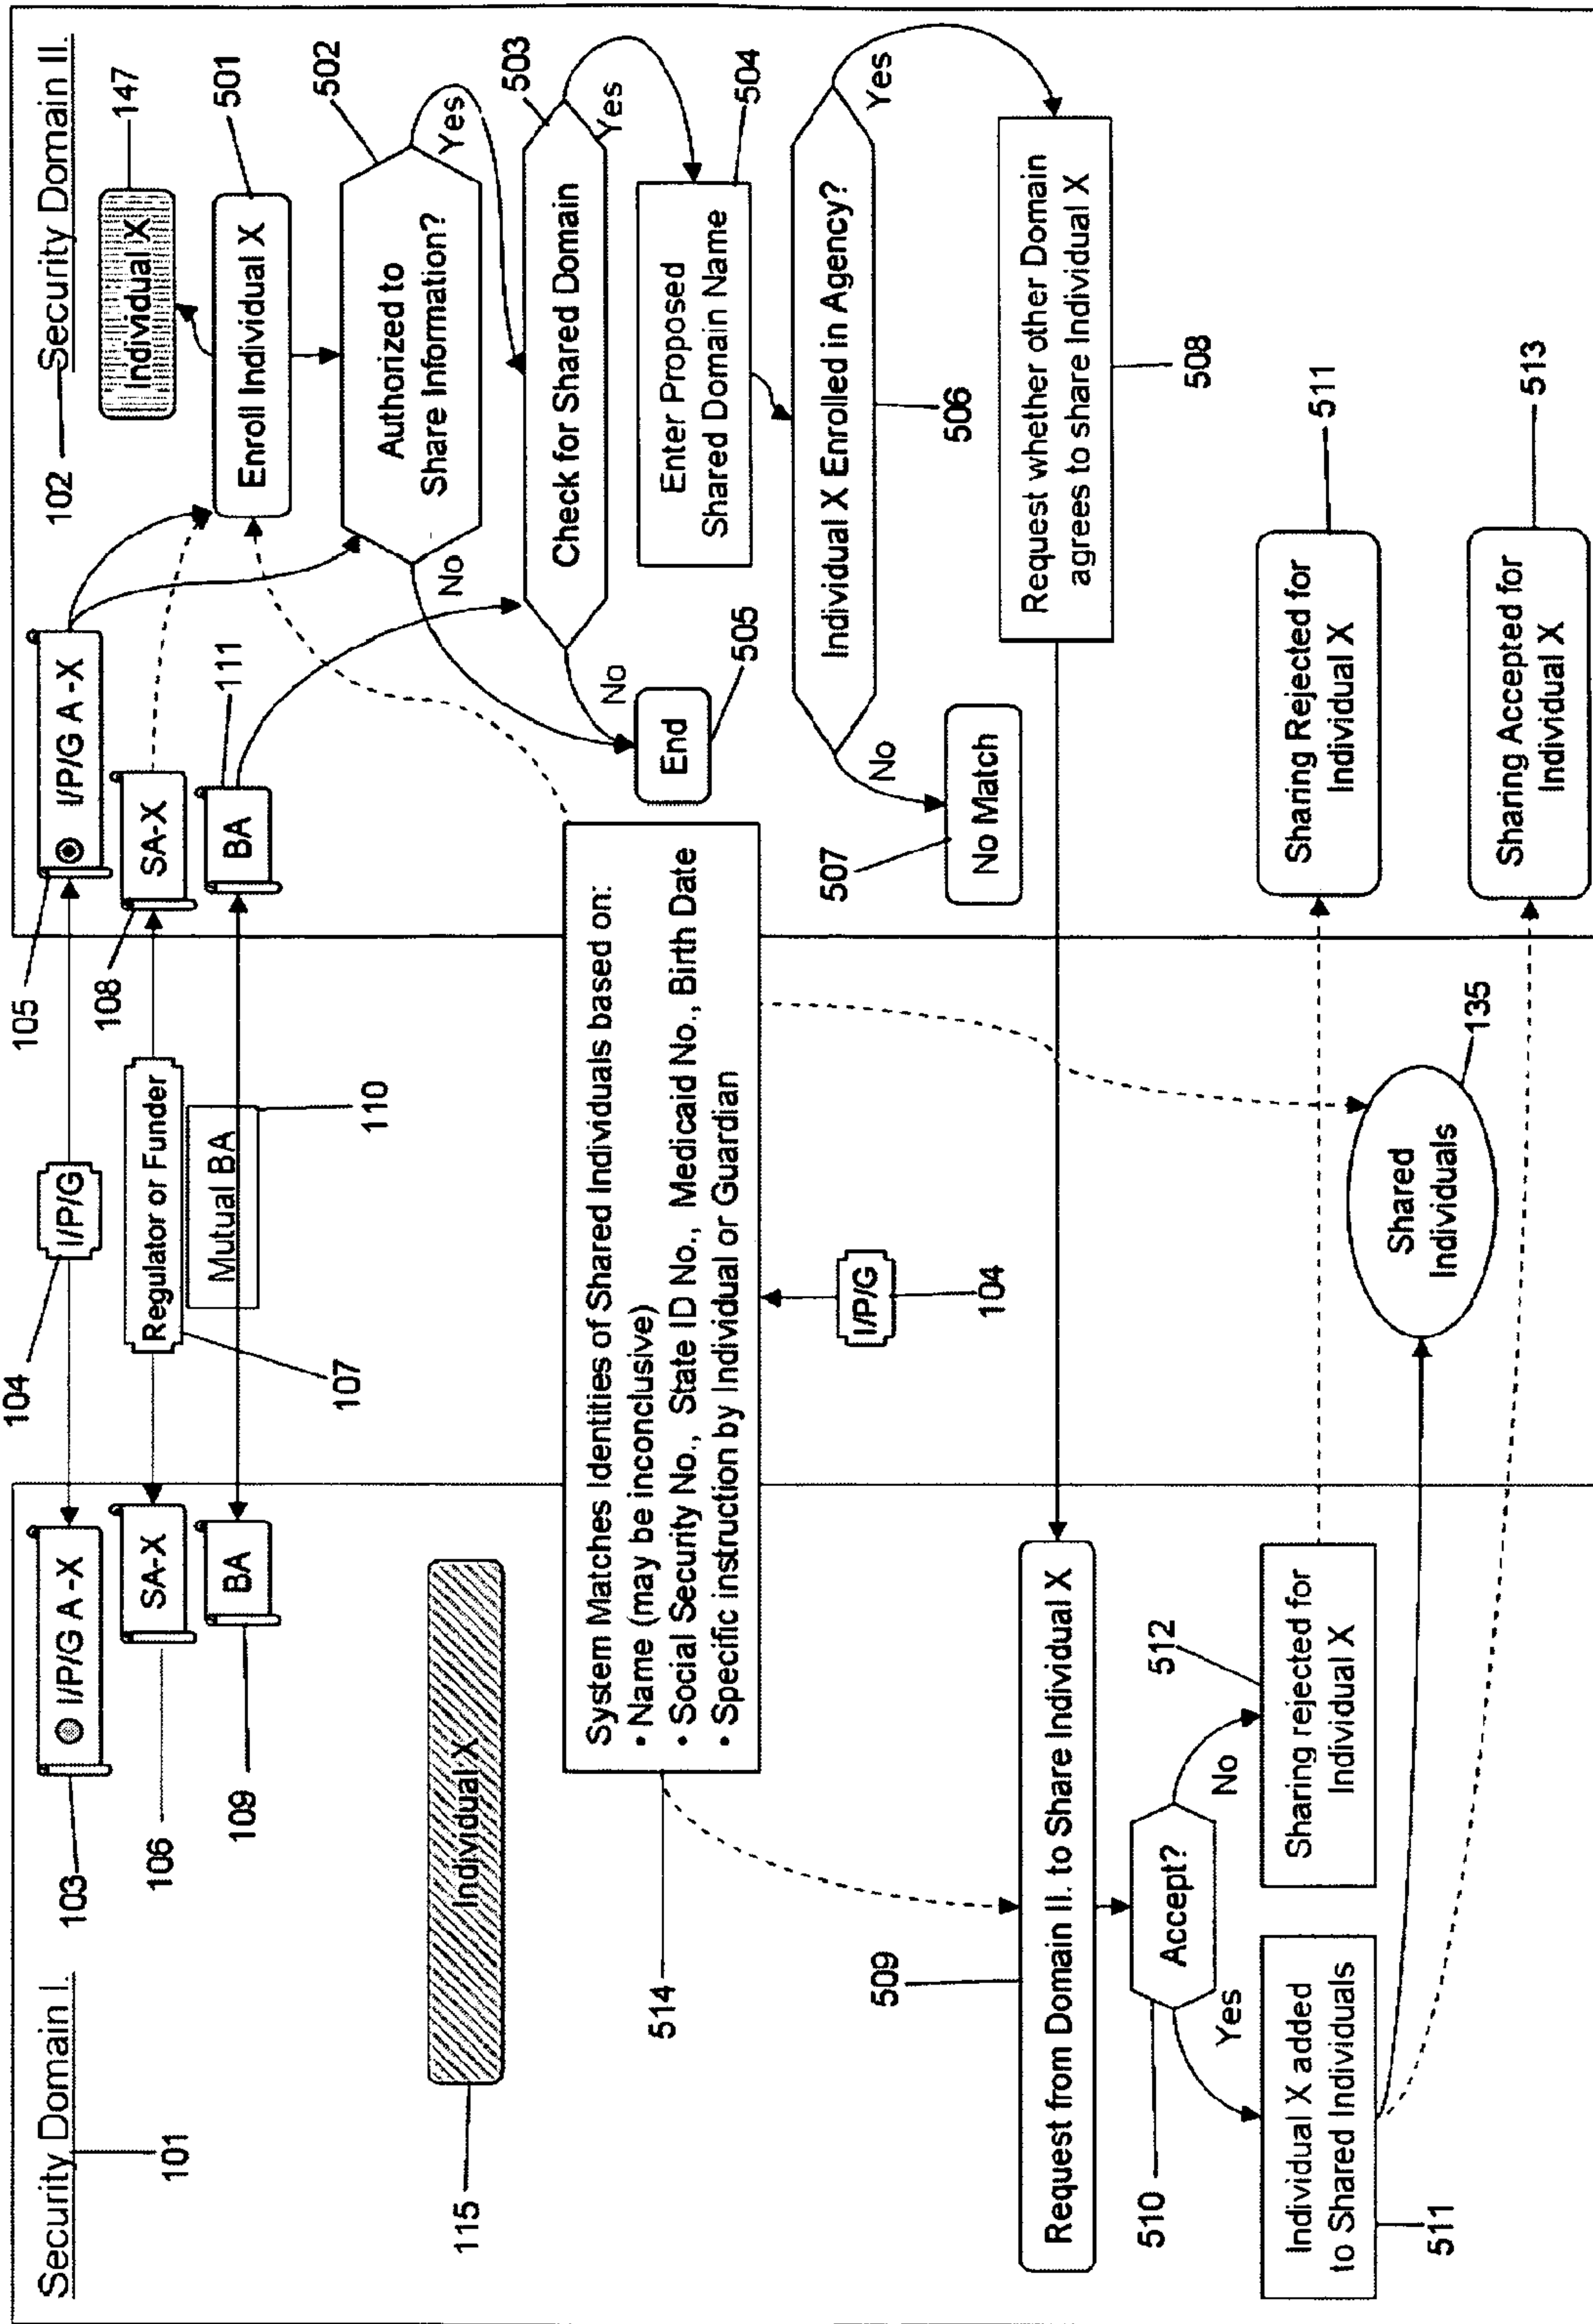 Security Domain I.
101
103
I/P/G A -X
106
SA-X
109
BA
115
Individual X
104
I/P/G
Regulator or Funder
107
Mutual BA
110
Security Domain II.
102
105
I/P/G A -X
108
SA-X
BA
111
147
Individual X
501
Enroll Individual X
502
Authorized to
Share Information?
Yes
No
503
Check for Shared Domain
Yes
No
End
505
504
Enter Proposed
Shared Domain Name
Individual X Enrolled in Agency?
506
Yes
No
507
No Match
Request whether other Domain
agrees to share Individual X
508
System Matches Identities of Shared Individuals based on:
• Name (may be inconclusive)
• Social Security No., State ID No., Medicaid No., Birth Date
• Specific instruction by Individual or Guardian
514
I/P/G
104
509
Request from Domain II. to Share Individual X
510
Accept?
Yes
No
Individual X added
to Shared Individuals
511
512
Sharing rejected for
Individual X
Shared
Individuals
135
Sharing Rejected for
Individual X
511
Sharing Accepted for
Individual X
513